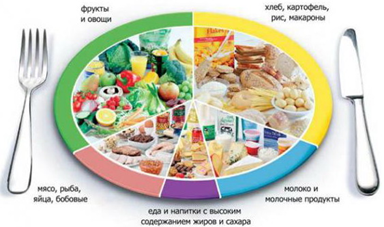 фрукты
и овощи
хлеб, картофель,
рис, макароны
мясо, рыба,
яйца, бобовые
еда и напитки с высоким
содержанием жиров и сахара
молоко и
молочные продукты